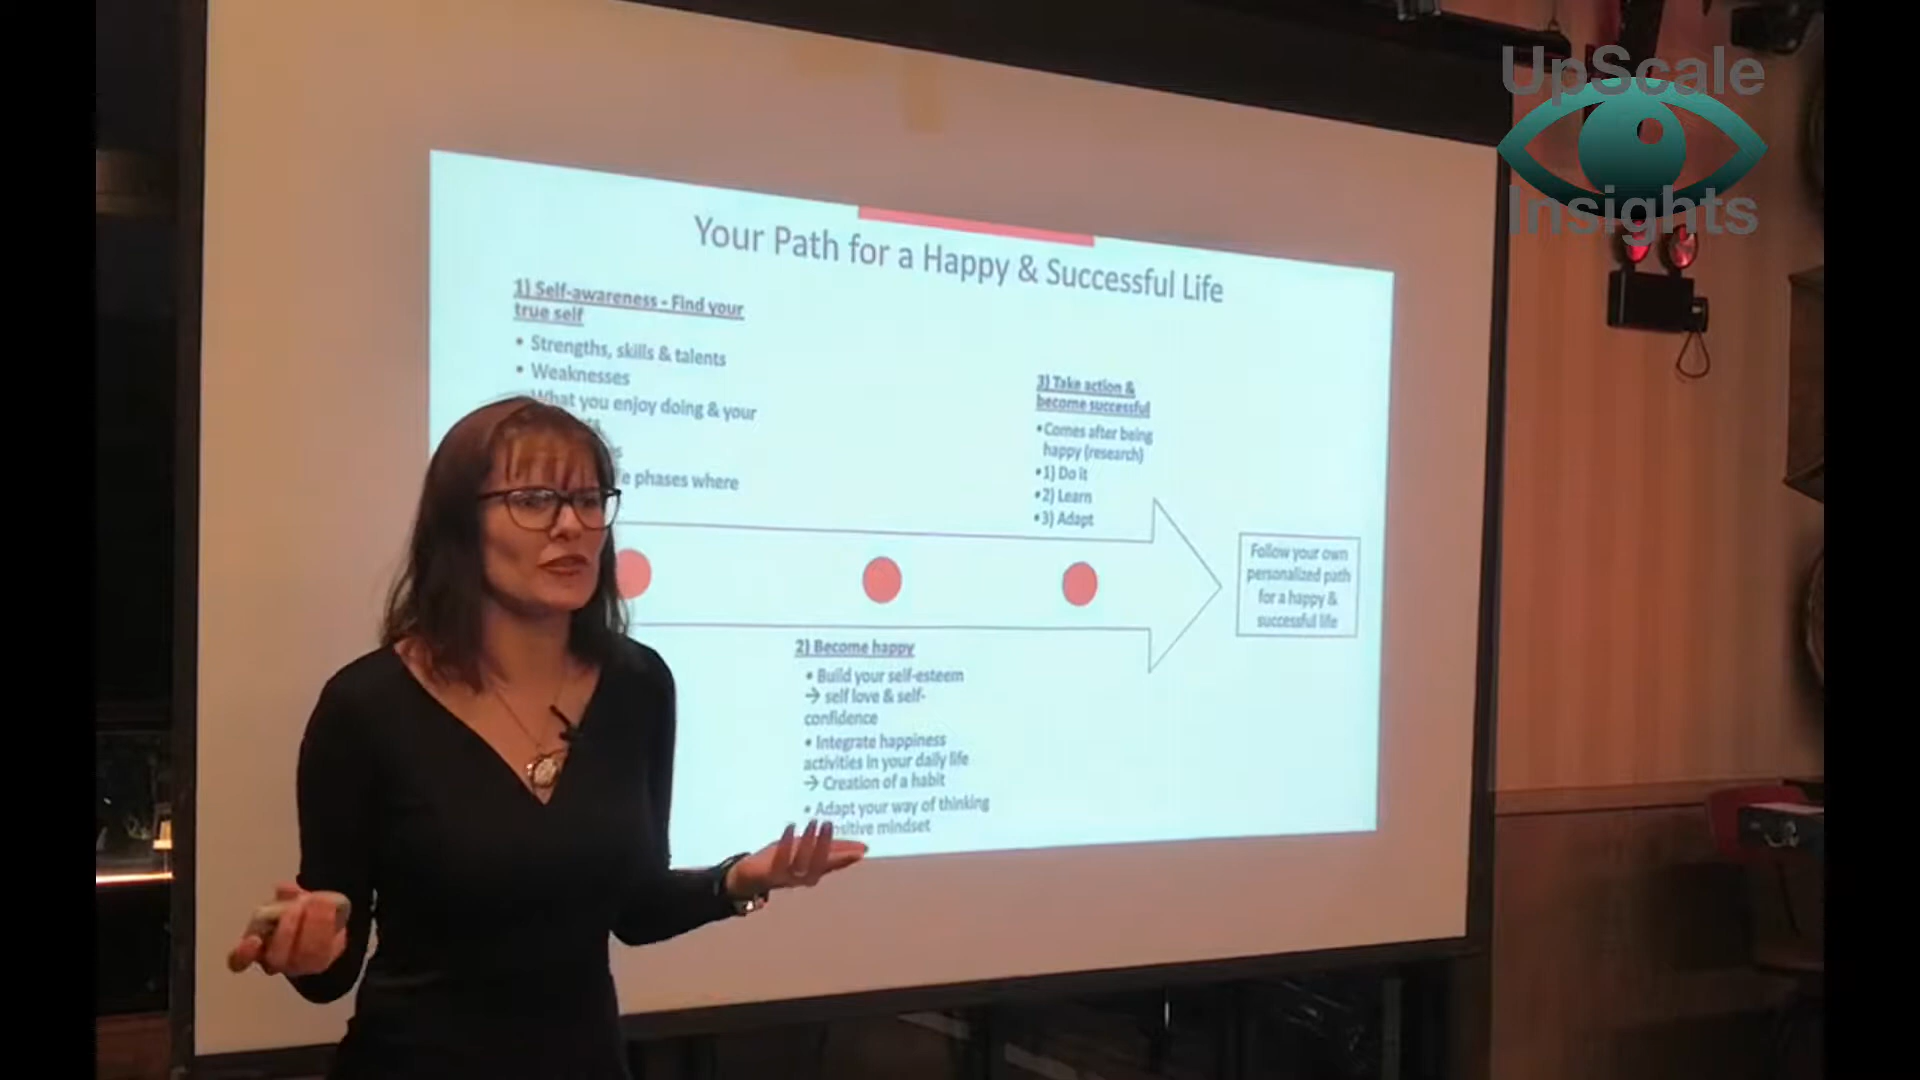 UpScale
Insights
Your Path for a Happy & Successful Life
1) Self-awareness - Find your
true self
• Strengths, skills & talents
• Weaknesses
What you enjoy doing & your
phases where
3) Take action &
become successful
•Comes after being
happy (research)
•1) Do it
•2) Learn
•3) Adapt
Follow your own
personalized path
for a happy &
successful life
2) Become happy
• Build your self-esteem
→ self love & self-
confidence
• Integrate happiness
activities in your daily life
→ Creation of a habit
• Adapt your way of thinking
mindset